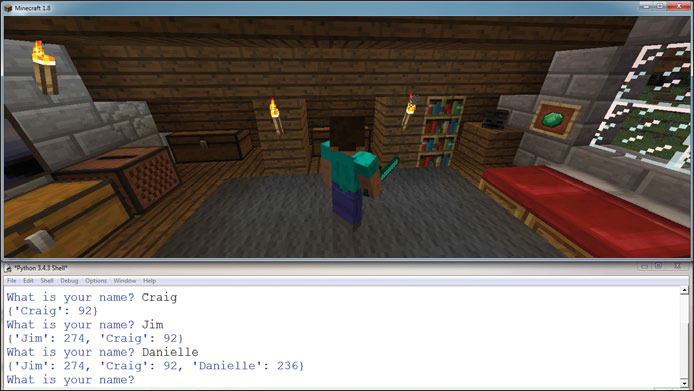 Minecraft 1.8
*Python 3.4.3 Shell*
File Edit Shell Debug Options Window Help
What is your name? Craig
{'Craig': 92}
What is your name? Jim
{'Jim': 274, 'Craig': 92}
What is your name? Danielle
{'Jim': 274, 'Craig': 92, 'Danielle': 236}
What is your name?